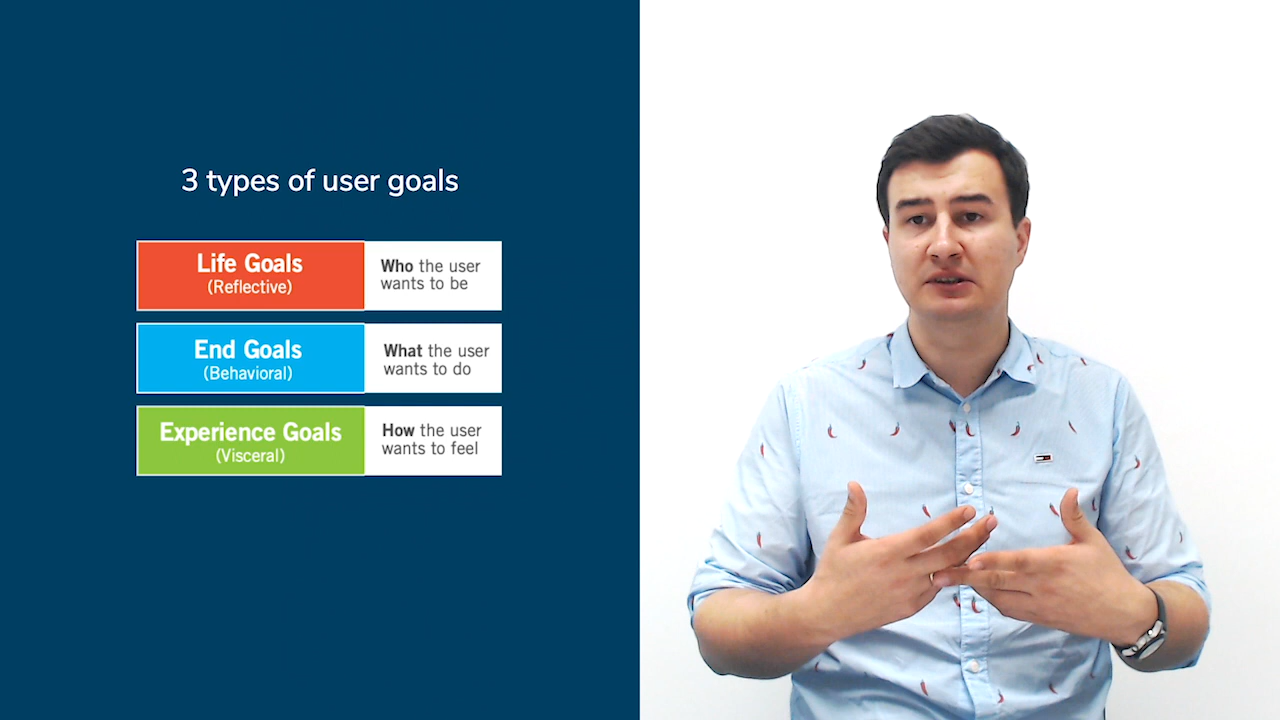 3 types of user goals
Life Goals
(Reflective)
Who the user
wants to be
End Goals
(Behavioral)
What the user
wants to do
Experience Goals
(Visceral)
How the user
wants to feel